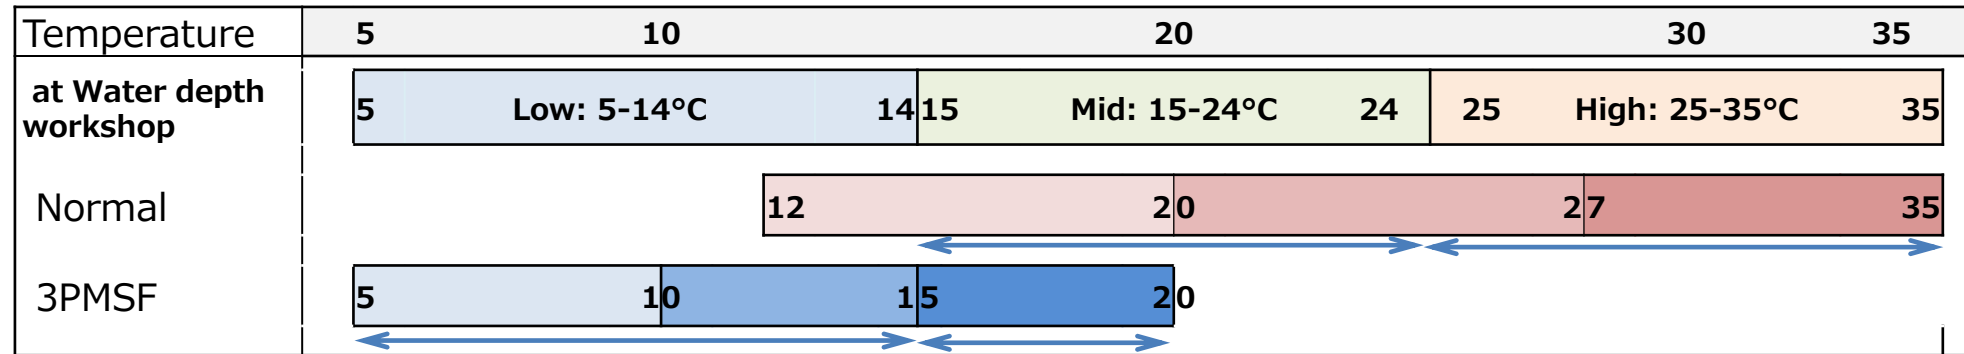 Temperature 5 10 20 30 35
at Water depth
workshop
5 Low: 5-14°C 14 15 Mid: 15-24°C 24 25 High: 25-35°C 35
Normal 12 20 27 35
3PMSF 5 10 15 20